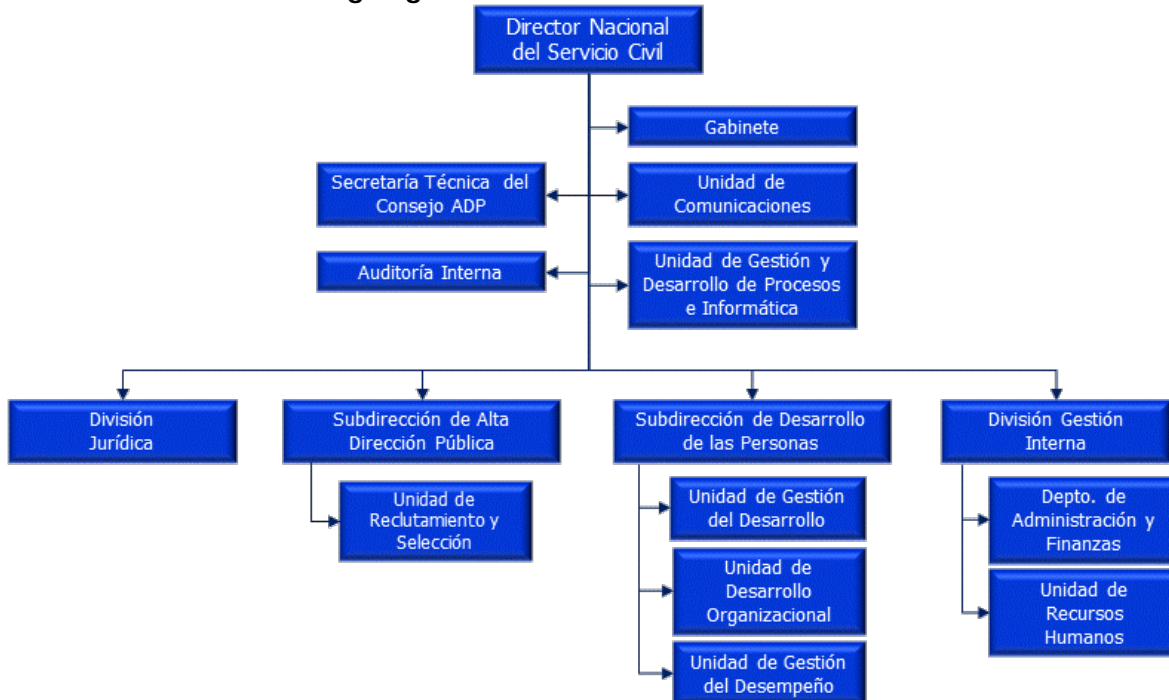 Director Nacional
del Servicio Civil
Gabinete
Secretaría Técnica del
Consejo ADP
Unidad de
Comunicaciones
Auditoría Interna
Unidad de Gestión y
Desarrollo de Procesos
e Informática
División
Jurídica
Subdirección de Alta
Dirección Pública
Subdirección de Desarrollo
de las Personas
División Gestión
Interna
Unidad de
Reclutamiento y
Selección
Unidad de Gestión
del Desarrollo
Unidad de
Desarrollo
Organizacional
Unidad de Gestión
del Desempeño
Depto. de
Administración y
Finanzas
Unidad de
Recursos
Humanos